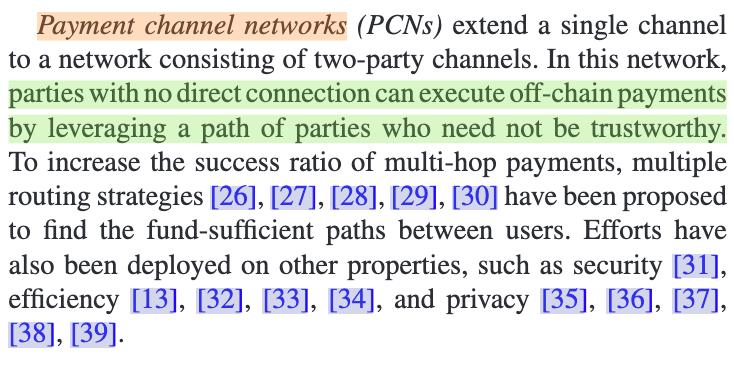 Payment channel networks (PCNs) extend a single channel
to a network consisting of two-party channels. In this network,
parties with no direct connection can execute off-chain payments
by leveraging a path of parties who need not be trustworthy.
To increase the success ratio of multi-hop payments, multiple
routing strategies [26], [27], [28], [29], [30] have been proposed
to find the fund-sufficient paths between users. Efforts have
also been deployed on other properties, such as security [31],
efficiency [13], [32], [33], [34], and privacy [35], [36], [37],
[38], [39].